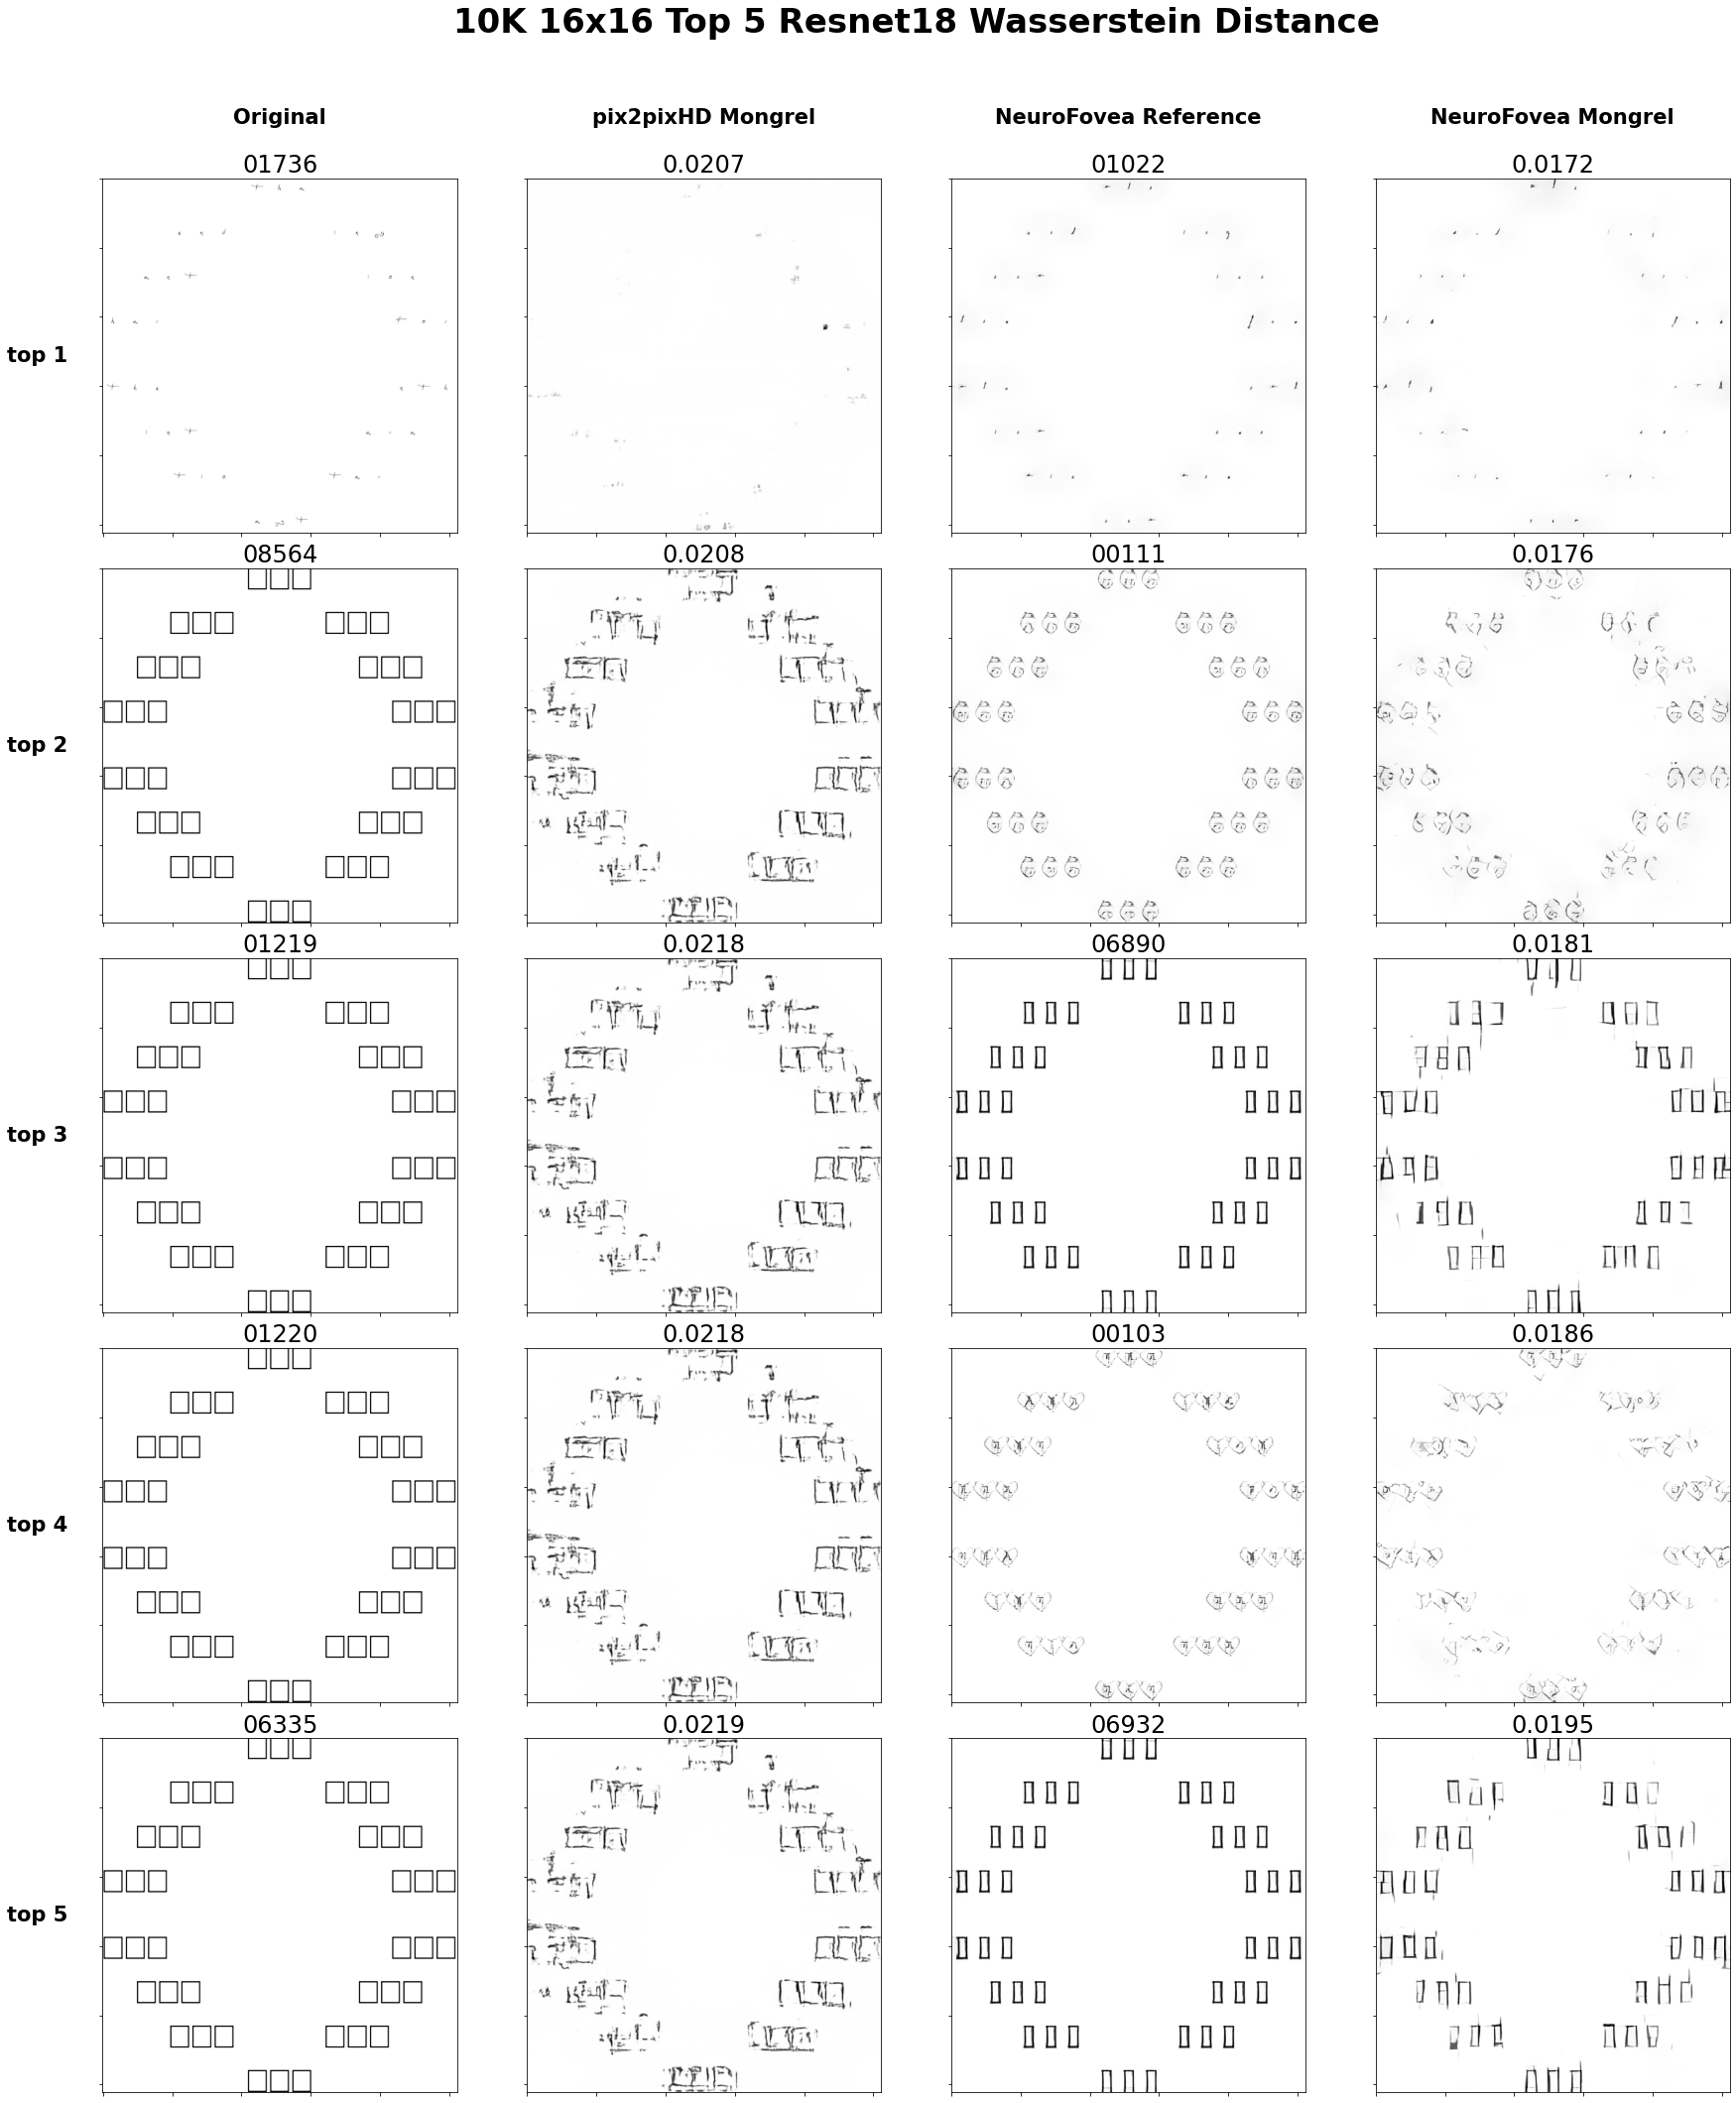 10K 16x16 Top 5 Resnet18 Wasserstein Distance
Original pix2pixHD Mongrel NeuroFovea Reference NeuroFovea Mongrel
01736 0.0207 01022 0.0172
top 1
08564 0.0208 00111 0.0176
top 2
01219 0.0218 06890 0.0181
top 3
01220 0.0218 00103 0.0186
top 4
06335 0.0219 06932 0.0195
top 5